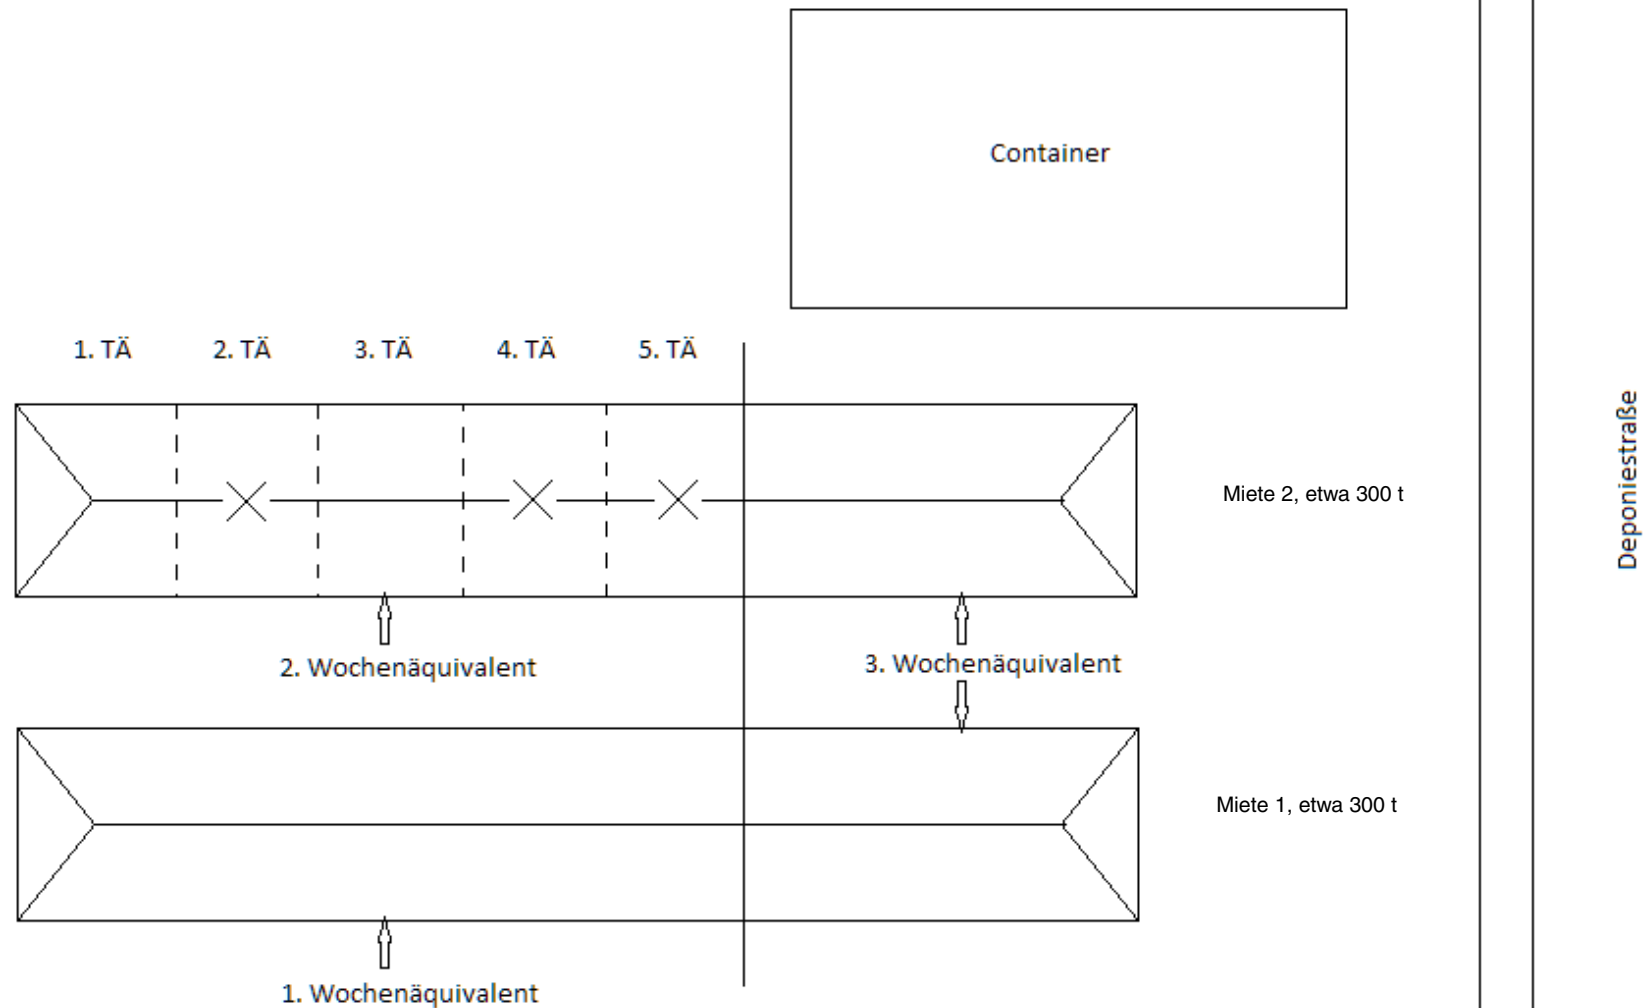 Container
1. TÄ
2. TÄ
3. TÄ
4. TÄ
5. TÄ
Miete 2, etwa 300 t
Deponiestraße
2. Wochenäquivalent
3. Wochenäquivalent
Miete 1, etwa 300 t
1. Wochenäquivalent